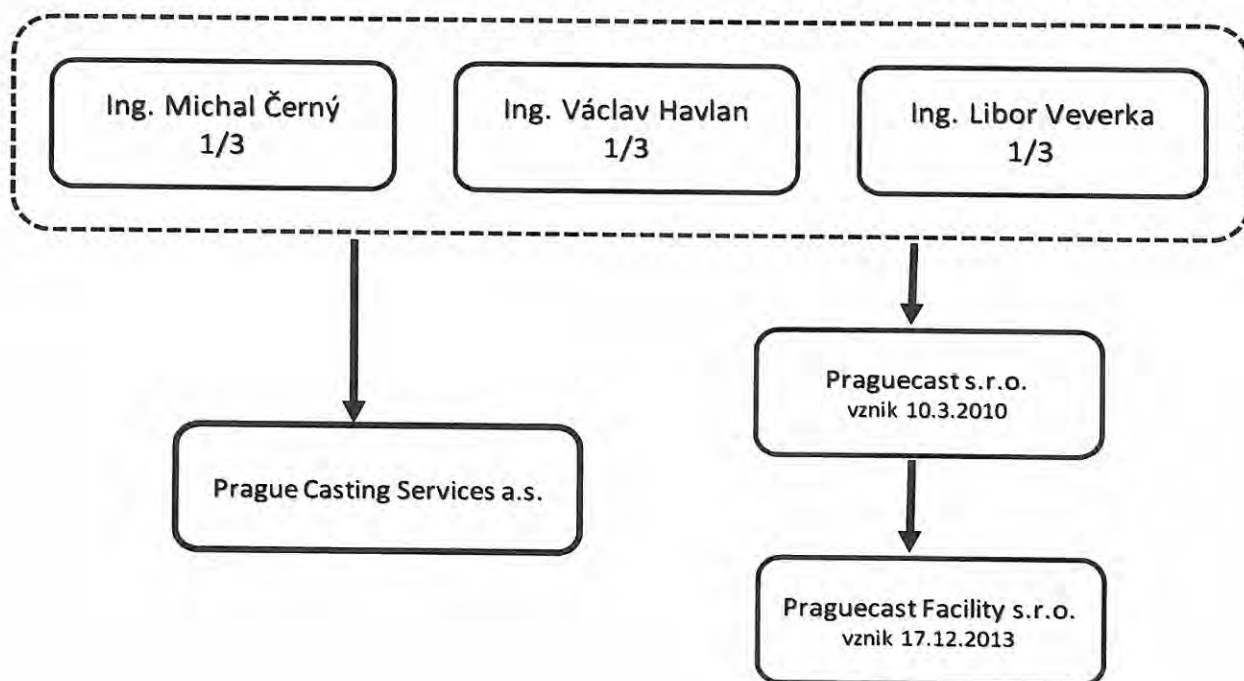 Ing. Michal Černý
1/3
Ing. Václav Havlan
1/3
Ing. Libor Veverka
1/3
Praguecast s.r.o.
vznik 10.3.2010
Prague Casting Services a.s.
Praguecast Facility s.r.o.
vznik 17.12.2013